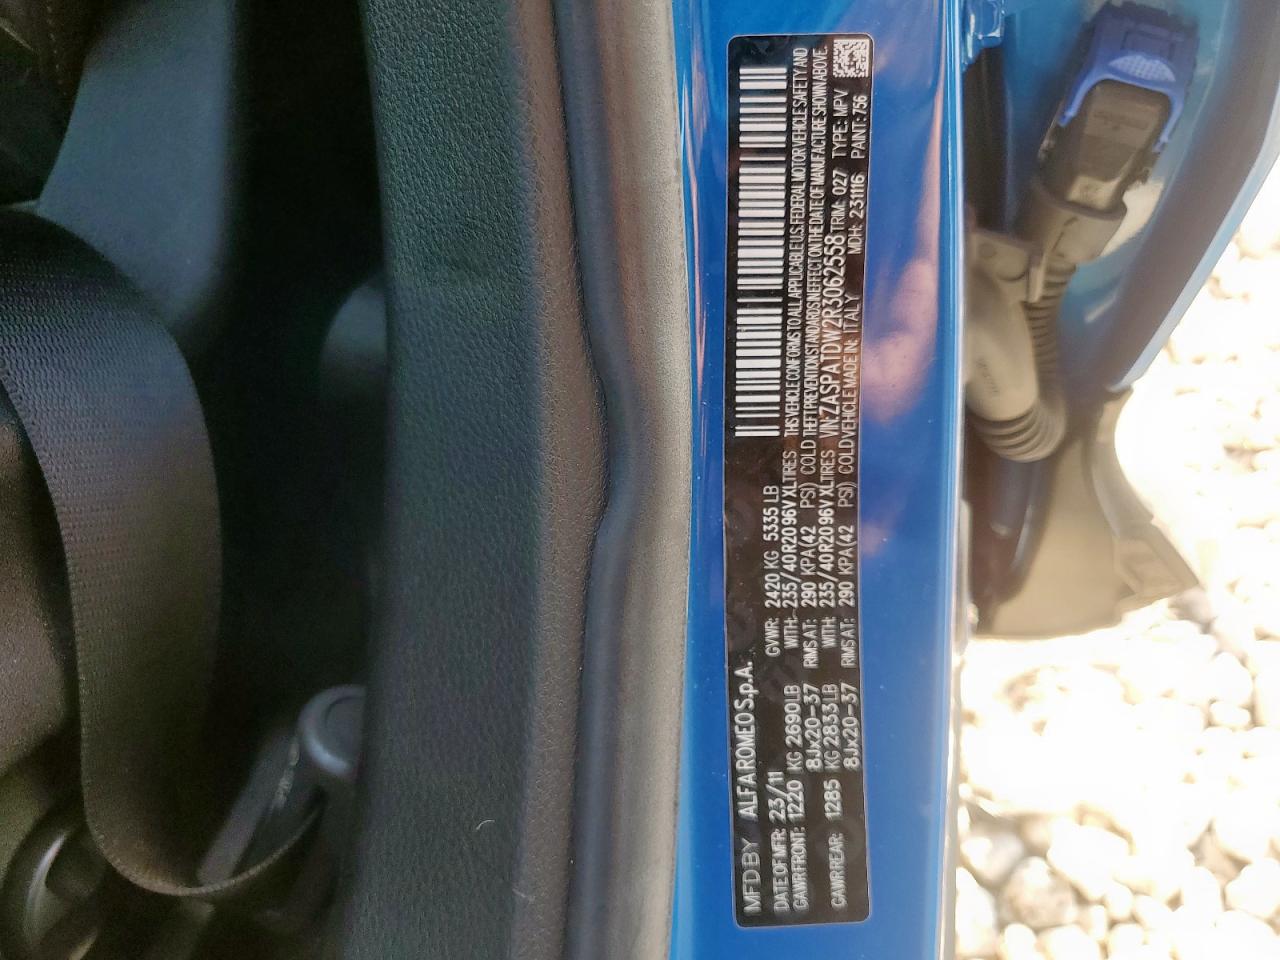 MFD BY ALFA ROMEO S.p.A.
DATE OF MFR: 23/11 GVWR: 2420 KG 5335 LB
GAWR FRONT: 1220 KG 2690 LB WITH: 235/40R20 96V XL TIRES
8Jx20-37 RIMS AT: 290 KPA(42 PSI) COLD
GAWR REAR: 1285 KG 2833 LB WITH: 235/40R20 96V XL TIRES
8Jx20-37 RIMS AT: 290 KPA(42 PSI) COLD
THIS VEHICLE CONFORMS TO ALL APPLICABLE U.S. FEDERAL MOTOR VEHICLE SAFETY AND
THEFT PREVENTION STANDARDS IN EFFECT ON THE DATE OF MANUFACTURE SHOWN ABOVE.
VIN: ZASPATDW2R3062558 TRIM: 027 TYPE: MPV
VEHICLE MADE IN: ITALY MDH: 231116 PAINT: 756